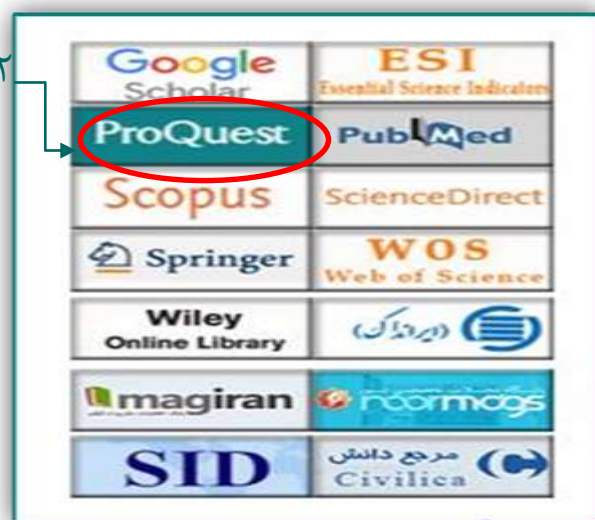 ۲
Google
Scholar
ESI
Essential Science Indicators
ProQuest
PubMed
Scopus
ScienceDirect
Springer
WOS
Web of Science
Wiley
Online Library
(ایرانداک)
magiran
noormags
SID
مرجع دانش
Civilica